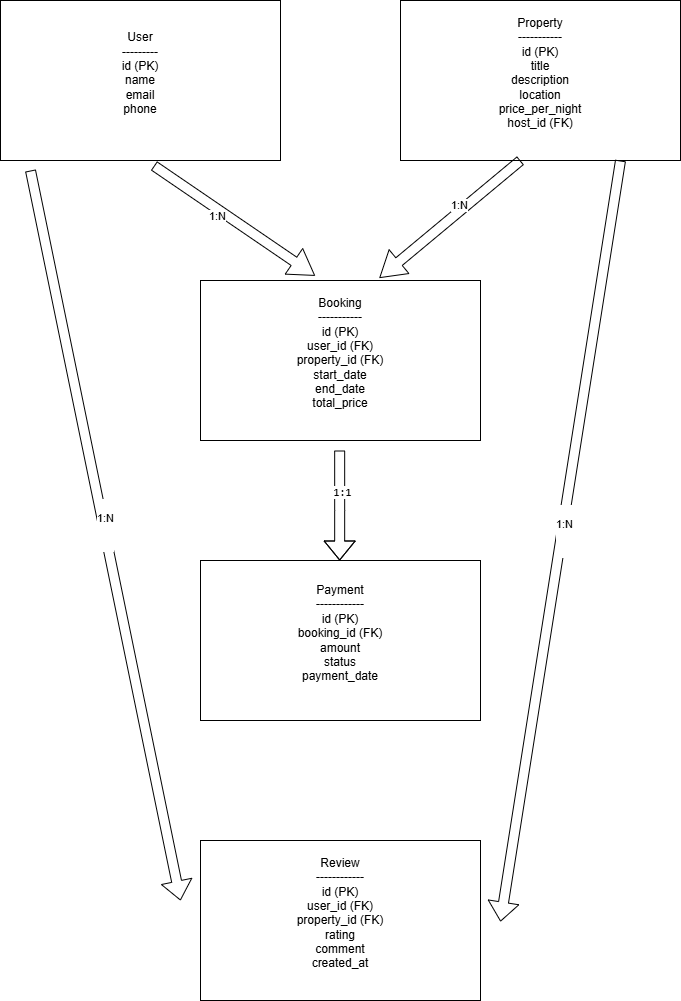 User
---------
id (PK)
name
email
phone
Property
-----------
id (PK)
title
description
location
price_per_night
host_id (FK)
1:N
1:N
Booking
-----------
id (PK)
user_id (FK)
property_id (FK)
start_date
end_date
total_price
1:1
1:N
1:N
Payment
------------
id (PK)
booking_id (FK)
amount
status
payment_date
Review
------------
id (PK)
user_id (FK)
property_id (FK)
rating
comment
created_at